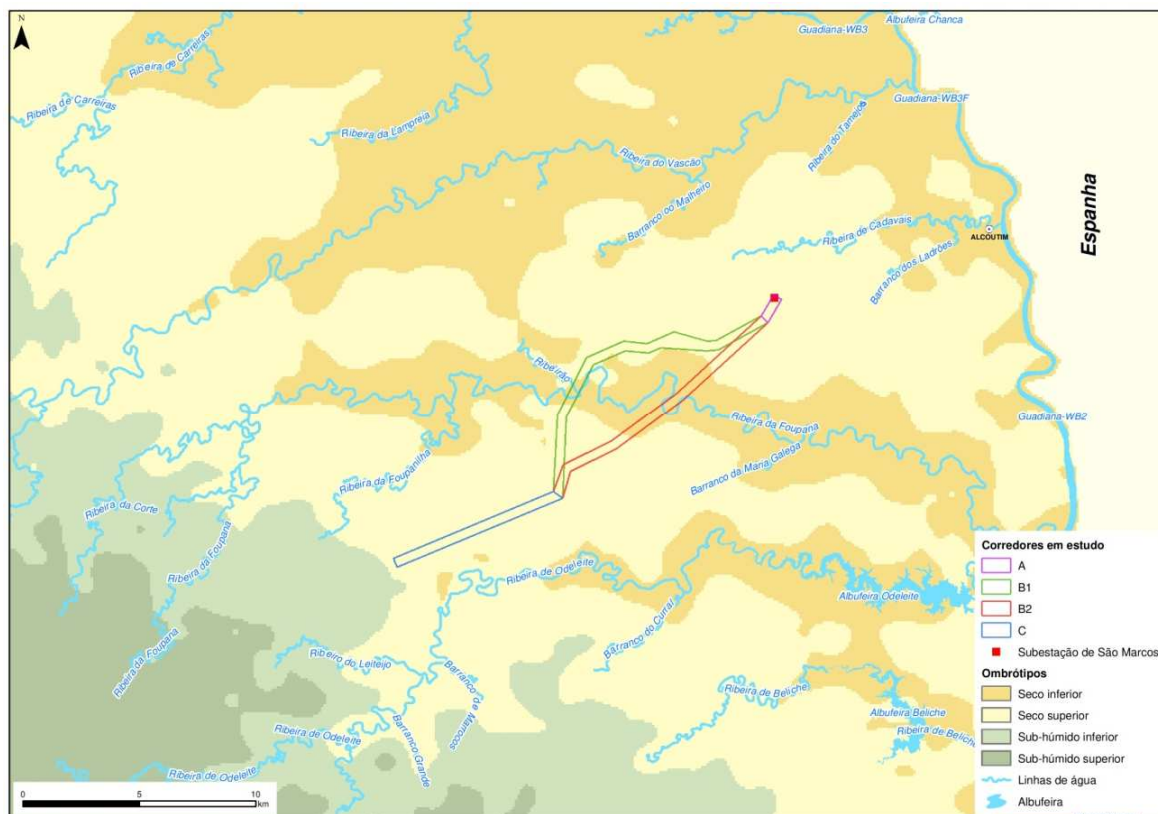 N
Albufeira Chanca
Guadiana-WB3
Ribeira de Carreiras
Ribeira de Carreiras
Guadiana-WB3F
Ribeira da Lampreia
Ribeira do Tamejos
Ribeira do Vascão
Espanha
Barranco do Malheiro
Ribeira de Cadavais
ALCOUTIM
Barranco dos Ladrões
Ribeirão
Guadiana-WB2
Ribeira da Foupana
Ribeira da Foupanilha
Barranco da Maria Galega
Ribeira da Corte
Ribeira da Foupana
Ribeira de Odeleite
Albufeira Odeleite
Barranco do Curral
Ribeira da Foupana
Ribeiro do Leiteijo
Barranco de Marrocos
Ribeira de Beliche
Albufeira Beliche
Ribeira de Beliche
Barranco Grande
Ribeira de Odeleite
Ribeira de Odeleite
0 5 10
km
Corredores em estudo
A
B1
B2
C
Subestação de São Marcos
Ombrótipos
Seco inferior
Seco superior
Sub-húmido inferior
Sub-húmido superior
Linhas de água
Albufeira